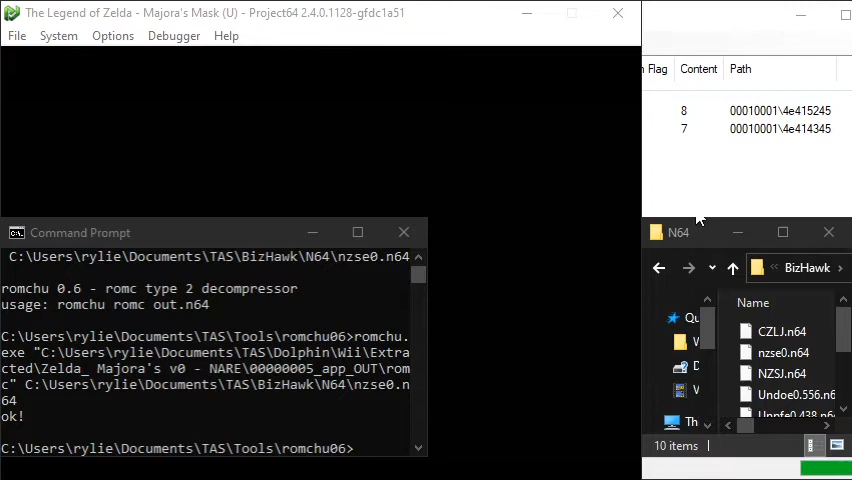 The Legend of Zelda - Majora's Mask (U) - Project64 2.4.0.1128-gfdc1a51
File System Options Debugger Help
Flag Content Path
8 00010001\4e415245
7 00010001\4e414345
Command Prompt
C:\Users\rylie\Documents\TAS\BizHawk\N64\nzse0.n64
romchu 0.6 - romc type 2 decompressor
usage: romchu romc out.n64
C:\Users\rylie\Documents\TAS\Tools\romchu06>romchu.
exe "C:\Users\rylie\Documents\TAS\Dolphin\Wii\Extra
cted\Zelda_ Majora's v0 - NARE\00000005_app_OUT\rom
c" C:\Users\rylie\Documents\TAS\BizHawk\N64\nzse0.n
64
ok!
C:\Users\rylie\Documents\TAS\Tools\romchu06>
N64
« BizHawk ›
Name
Qu
CZLJ.n64
nzse0.n64
NZSJ.n64
Undoe0.556.n6
Th
10 items